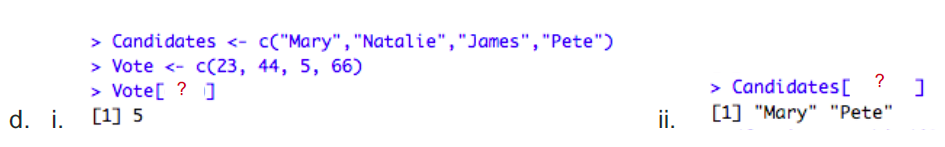 > Candidates <- c("Mary","Natalie","James","Pete")
> Vote <- c(23, 44, 5, 66)
> Vote[ ? ]
d. i. [1] 5
> Candidates[ ? ]
ii. [1] "Mary" "Pete"